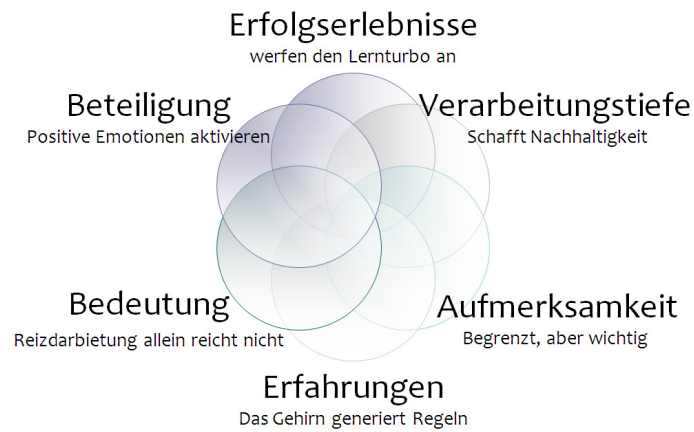 Erfolgserlebnisse
werfen den Lernturbo an
Beteiligung
Positive Emotionen aktivieren
Verarbeitungstiefe
Schafft Nachhaltigkeit
Bedeutung
Reizdarbietung allein reicht nicht
Aufmerksamkeit
Begrenzt, aber wichtig
Erfahrungen
Das Gehirn generiert Regeln